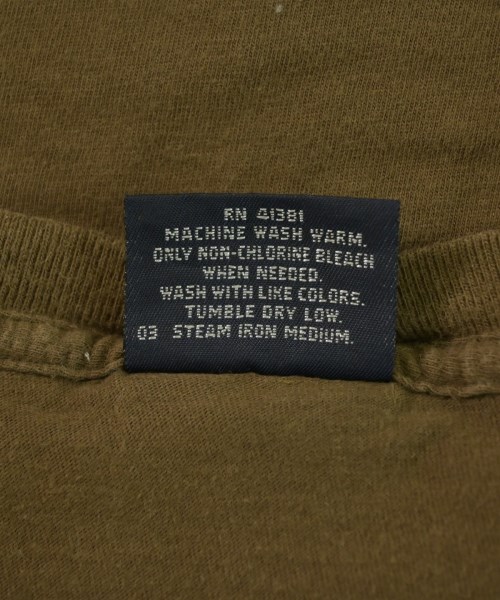 RN 41381
MACHINE WASH WARM.
ONLY NON-CHLORINE BLEACH
WHEN NEEDED.
WASH WITH LIKE COLORS.
TUMBLE DRY LOW.
03 STEAM IRON MEDIUM.